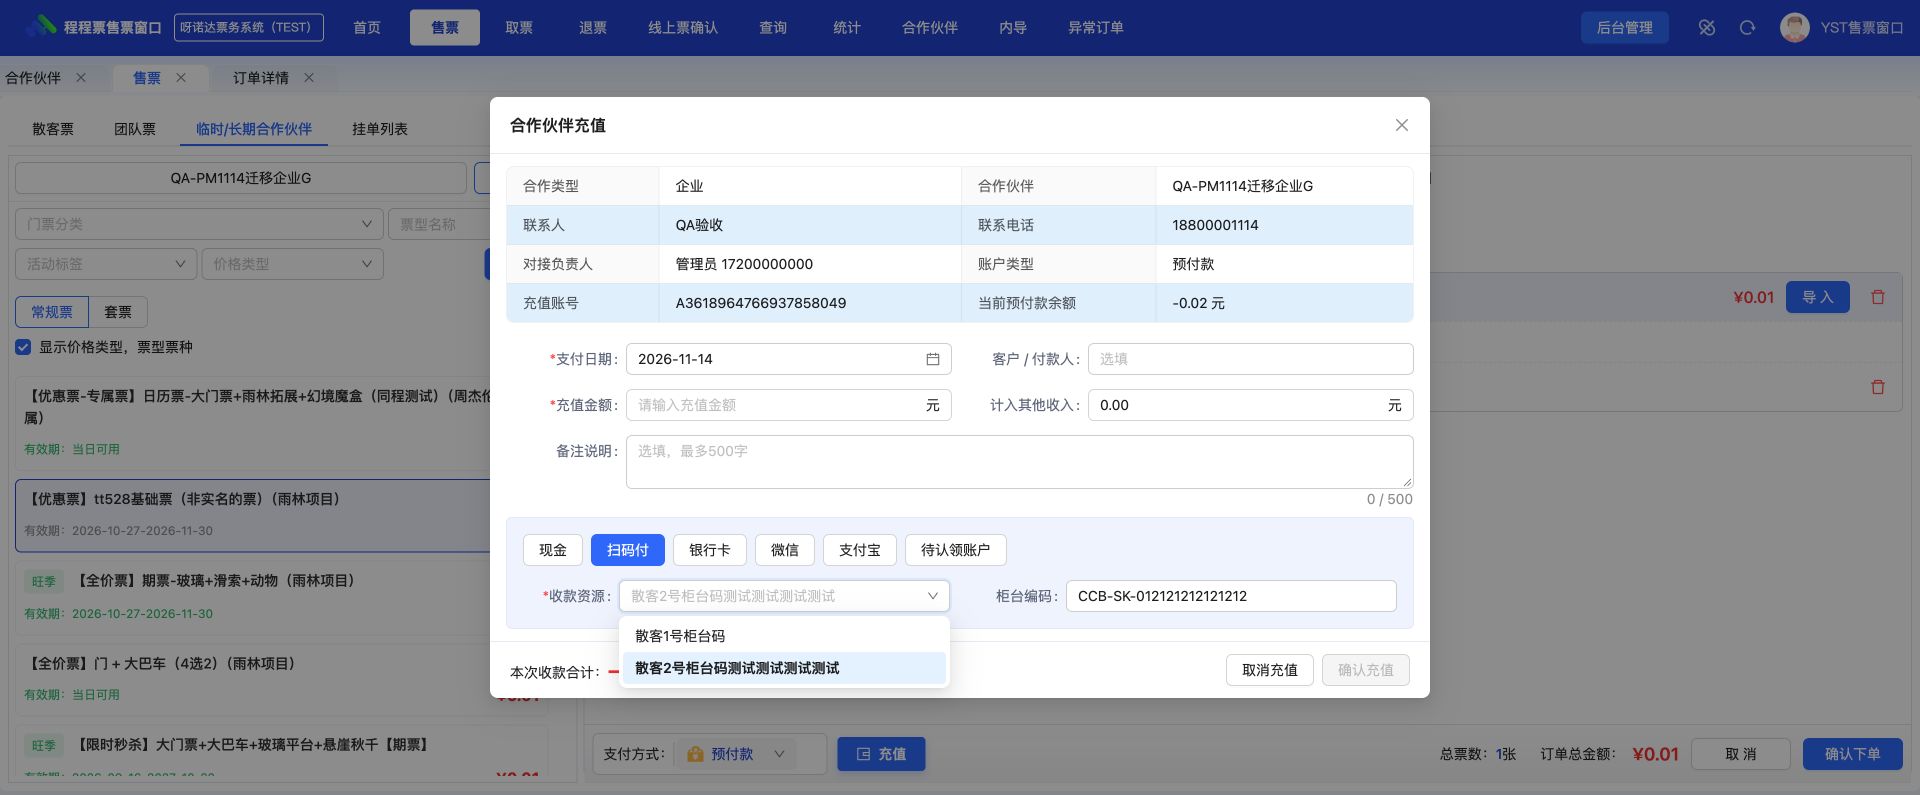 程程票售票窗口
呀诺达票务系统（TEST）
首页
售票
取票
退票
线上票确认
查询
统计
合作伙伴
内导
异常订单
后台管理
YST售票窗口
合作伙伴
售票
订单详情
散客票
团队票
临时/长期合作伙伴
挂单列表
QA-PM1114迁移企业G
门票分类
票型名称
活动标签
价格类型
常规票
套票
显示价格类型，票型票种
【优惠票-专属票】日历票-大门票+雨林拓展+幻境魔盒（同程测试）（周杰伦
属）
有效期：当日可用
【优惠票】tt528基础票（非实名的票）（雨林项目）
有效期：2026-10-27-2026-11-30
旺季
【全价票】期票-玻璃+滑索+动物（雨林项目）
有效期：2026-10-27-2026-11-30
【全价票】门 + 大巴车（4选2）（雨林项目）
有效期：当日可用
旺季
【限时秒杀】大门票+大巴车+玻璃平台+悬崖秋千【期票】
合作伙伴充值
合作类型
企业
合作伙伴
QA-PM1114迁移企业G
联系人
QA验收
联系电话
18800001114
对接负责人
管理员 17200000000
账户类型
预付款
充值账号
A3618964766937858049
当前预付款余额
-0.02 元
*支付日期：
2026-11-14
客户 / 付款人：
选填
*充值金额：
请输入充值金额
元
计入其他收入：
0.00
元
备注说明：
选填，最多500字
0 / 500
现金
扫码付
银行卡
微信
支付宝
待认领账户
*收款资源：
散客2号柜台码测试测试测试测试
柜台编码：
CCB-SK-012121212121212
散客1号柜台码
散客2号柜台码测试测试测试测试
本次收款合计：
取消充值
确认充值
¥0.01
导 入
支付方式：
预付款
充值
总票数：1张
订单总金额：
¥0.01
取 消
确认下单